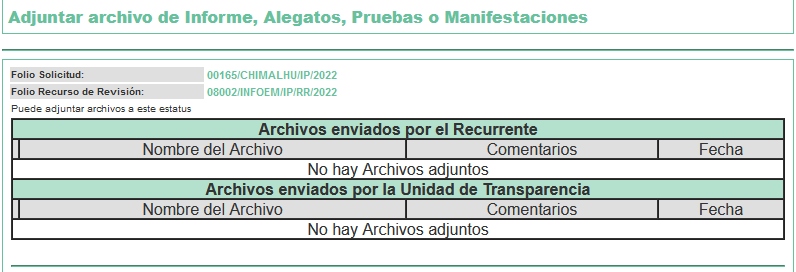 Adjuntar archivo de Informe, Alegatos, Pruebas o Manifestaciones
Folio Solicitud: 00165/CHIMALHU/IP/2022
Folio Recurso de Revisión: 08002/INFOEM/IP/RR/2022
Puede adjuntar archivos a este estatus
Archivos enviados por el Recurrente
Nombre del Archivo Comentarios Fecha
No hay Archivos adjuntos
Archivos enviados por la Unidad de Transparencia
Nombre del Archivo Comentarios Fecha
No hay Archivos adjuntos